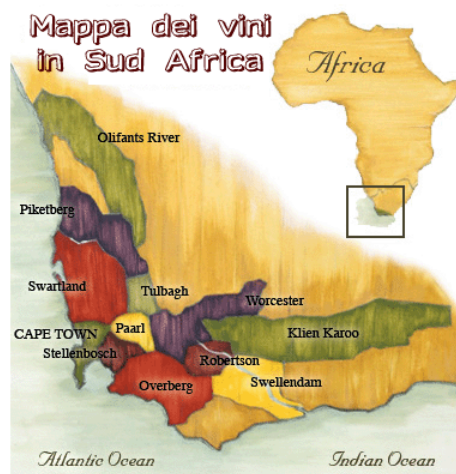 Mappa dei vini
in Sud Africa
Africa
Olifants River
Piketberg
Swartland
Tulbagh
Worcester
CAPE TOWN
Paarl
Klien Karoo
Stellenbosch
Robertson
Overberg
Swellendam
Atlantic Ocean
Indian Ocean